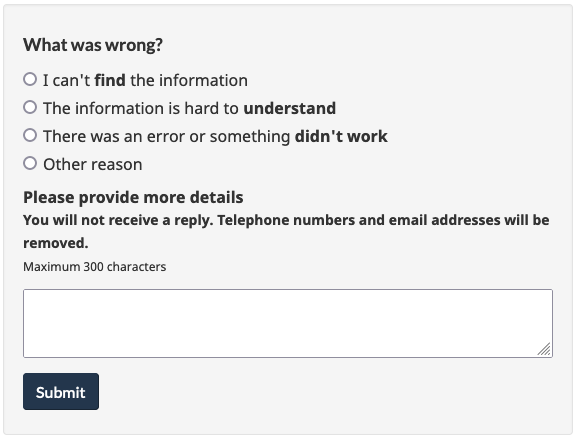 What was wrong?
I can't find the information
The information is hard to understand
There was an error or something didn't work
Other reason
Please provide more details
You will not receive a reply. Telephone numbers and email addresses will be
removed.
Maximum 300 characters
Submit